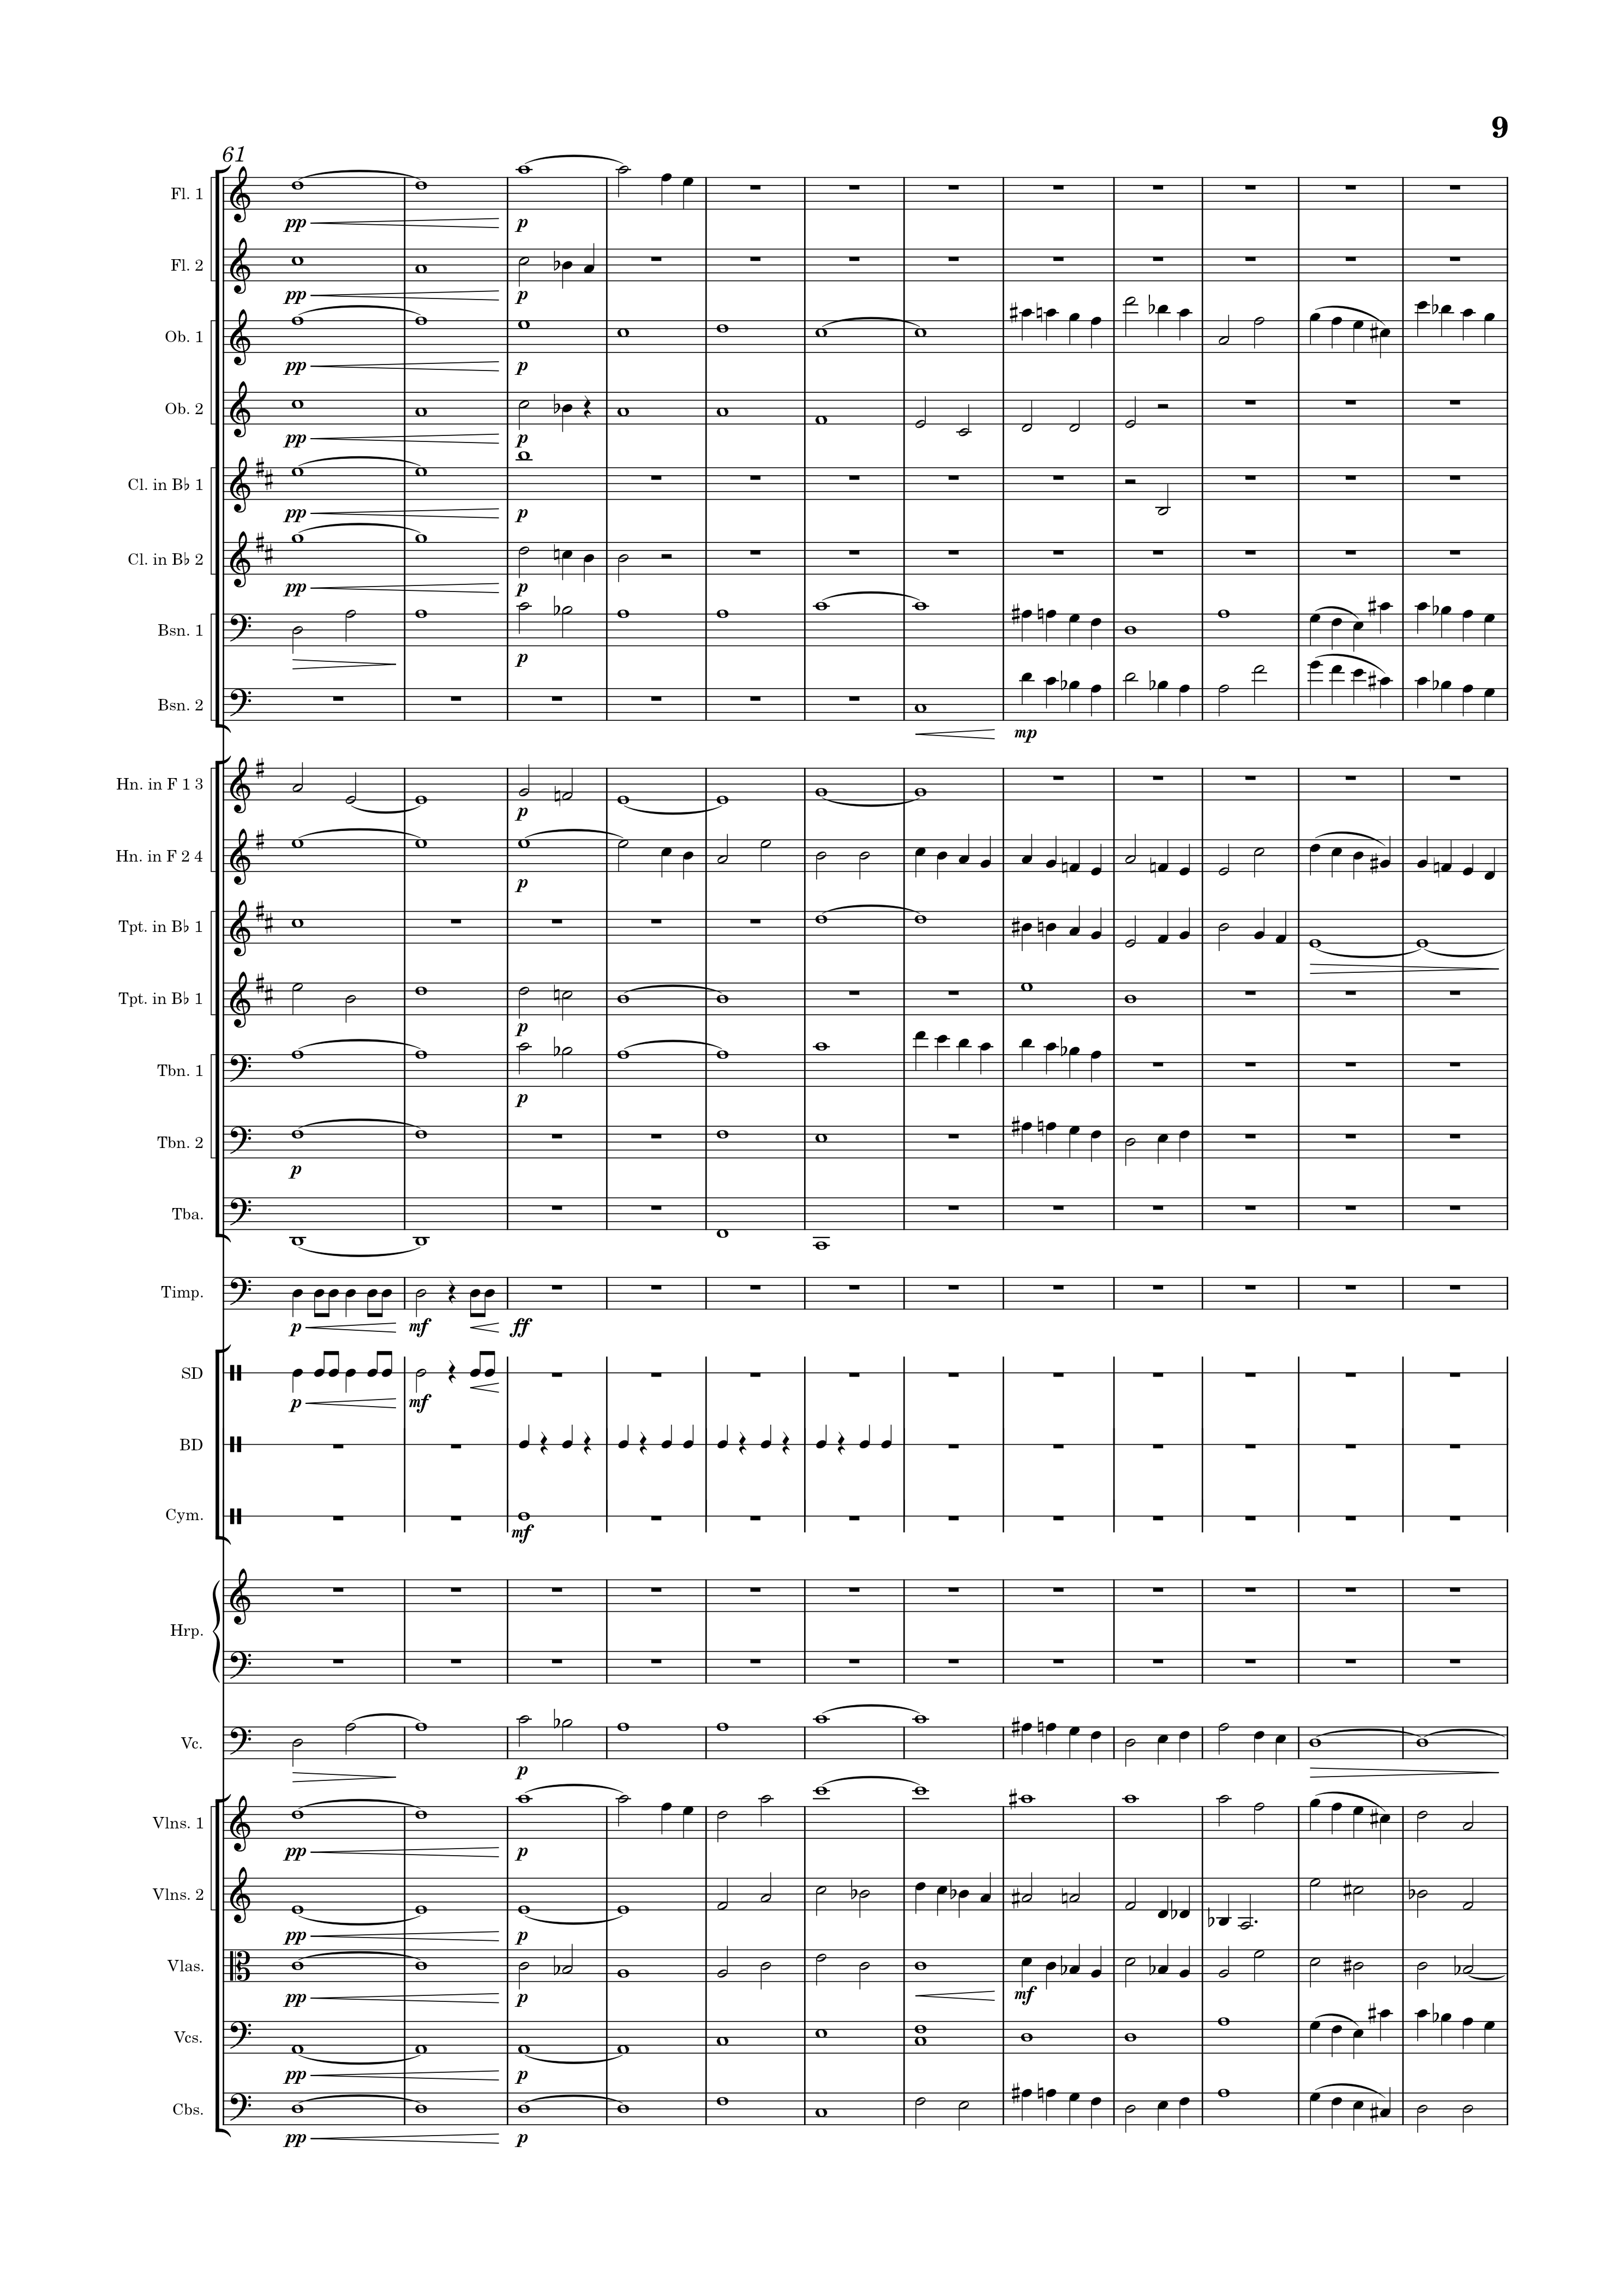 9
61
Fl. 1
pp
p
Fl. 2
pp
p
Ob. 1
pp
p
Ob. 2
pp
p
Cl. in B♭ 1
pp
p
Cl. in B♭ 2
pp
p
Bsn. 1
p
Bsn. 2
mp
Hn. in F 1 3
p
Hn. in F 2 4
p
Tpt. in B♭ 1
Tpt. in B♭ 1
p
Tbn. 1
p
Tbn. 2
p
Tba.
Timp.
p mf ff
SD
p mf
BD
Cym.
mf
Hrp.
Vc.
p
Vlns. 1
pp p
Vlns. 2
pp p
Vlas.
pp p mf
Vcs.
pp p
Cbs.
pp p